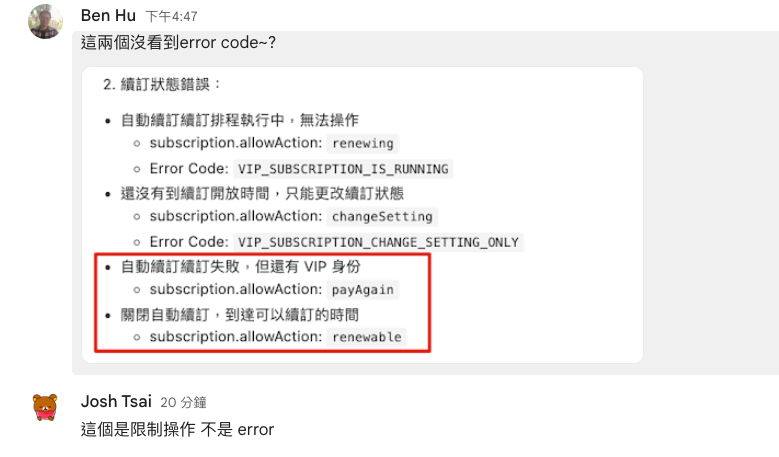 Ben Hu 下午4:47
這兩個沒看到error code~?
2. 續訂狀態錯誤：
• 自動續訂續訂排程執行中，無法操作
◦ subscription.allowAction: renewing
◦ Error Code: VIP_SUBSCRIPTION_IS_RUNNING
• 還沒有到續訂開放時間，只能更改續訂狀態
◦ subscription.allowAction: changeSetting
◦ Error Code: VIP_SUBSCRIPTION_CHANGE_SETTING_ONLY
• 自動續訂續訂失敗，但還有 VIP 身份
◦ subscription.allowAction: payAgain
• 關閉自動續訂，到達可以續訂的時間
◦ subscription.allowAction: renewable
Josh Tsai 20 分鐘
這個是限制操作 不是 error